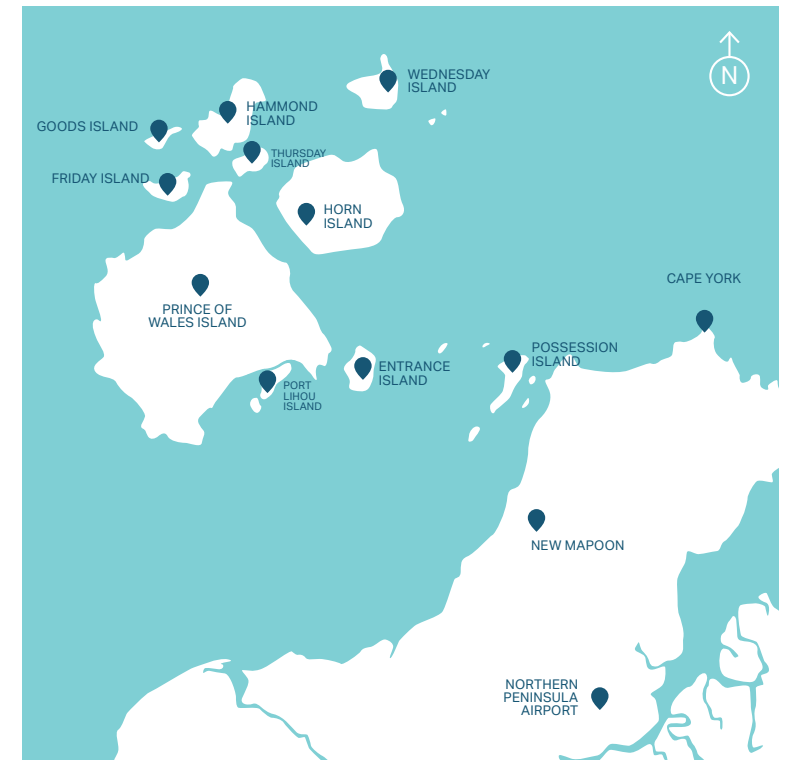 N
WEDNESDAY
ISLAND
HAMMOND
ISLAND
GOODS ISLAND
THURSDAY
ISLAND
FRIDAY ISLAND
HORN
ISLAND
CAPE YORK
PRINCE OF
WALES ISLAND
POSSESSION
ISLAND
ENTRANCE
ISLAND
PORT
LIHOU
ISLAND
NEW MAPOON
NORTHERN
PENINSULA
AIRPORT